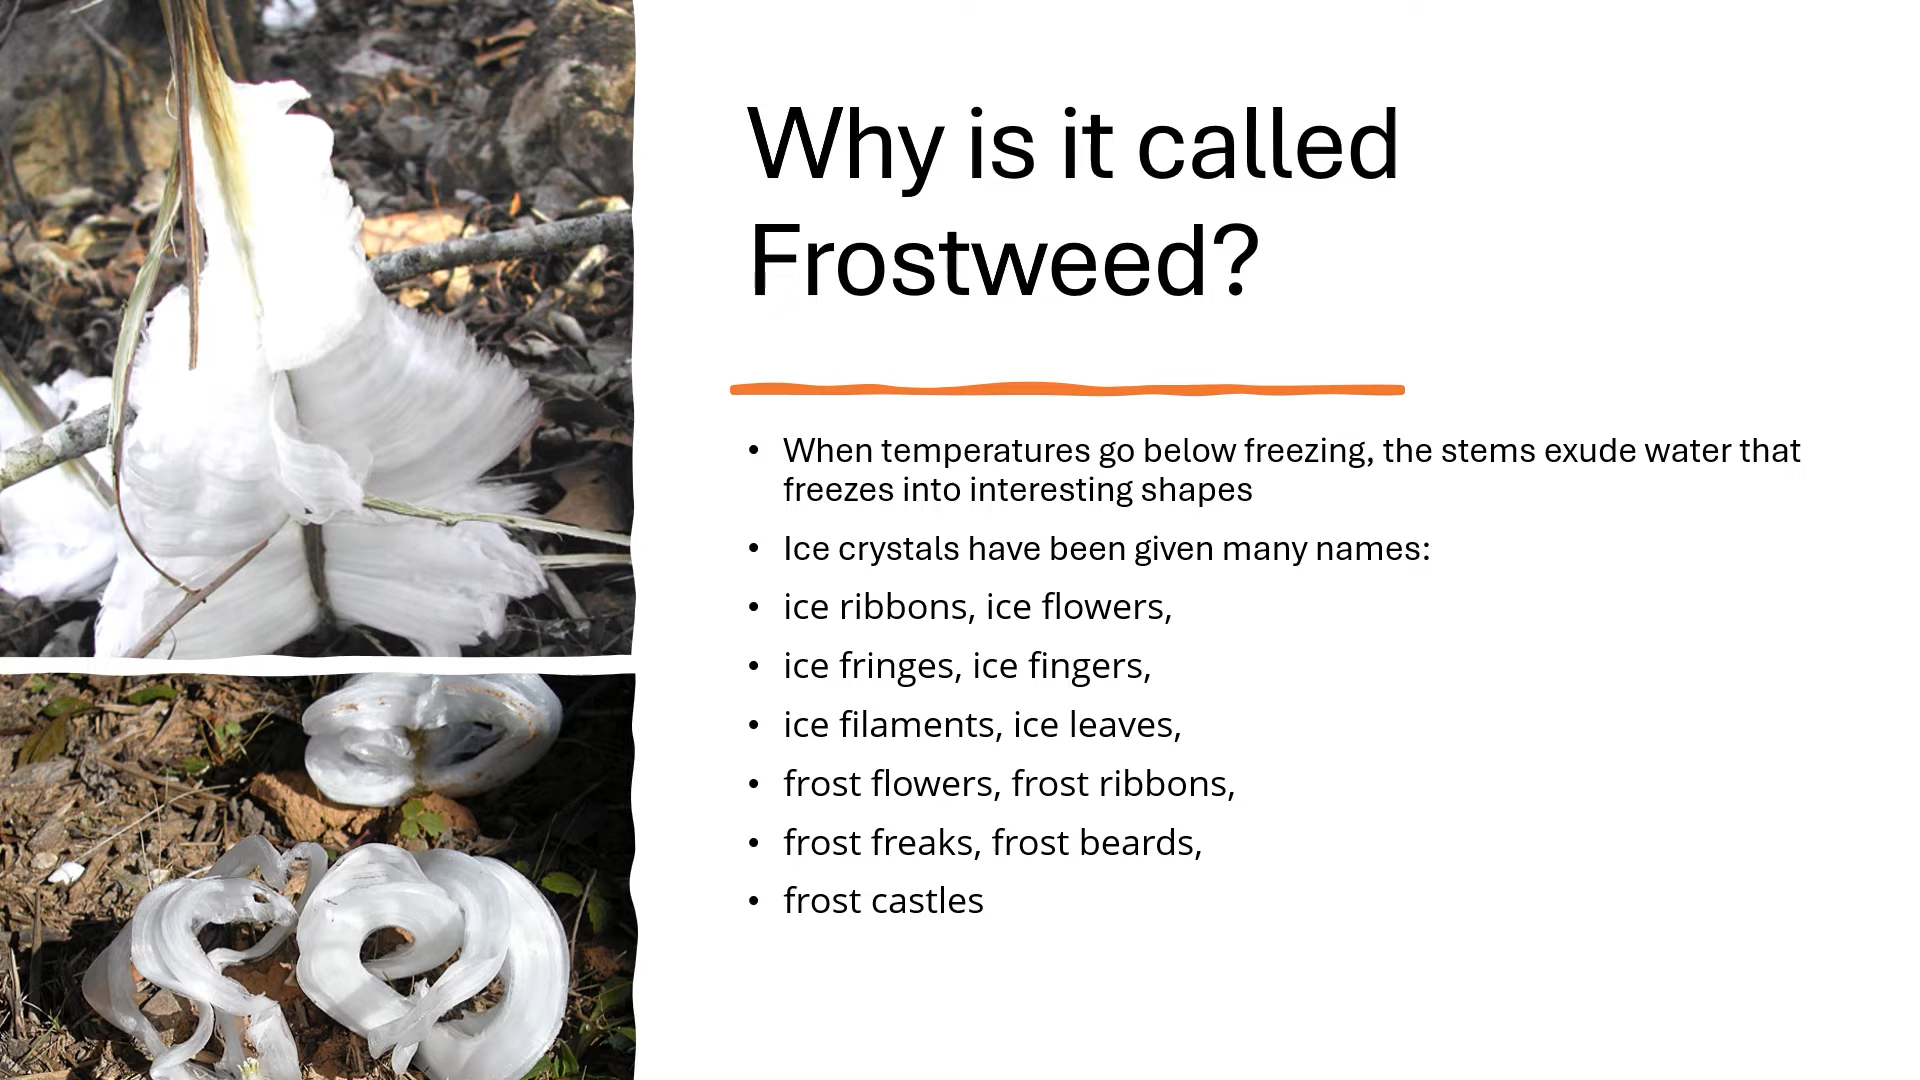 Why is it called
Frostweed?
• When temperatures go below freezing, the stems exude water that
freezes into interesting shapes
• Ice crystals have been given many names:
• ice ribbons, ice flowers,
• ice fringes, ice fingers,
• ice filaments, ice leaves,
• frost flowers, frost ribbons,
• frost freaks, frost beards,
• frost castles